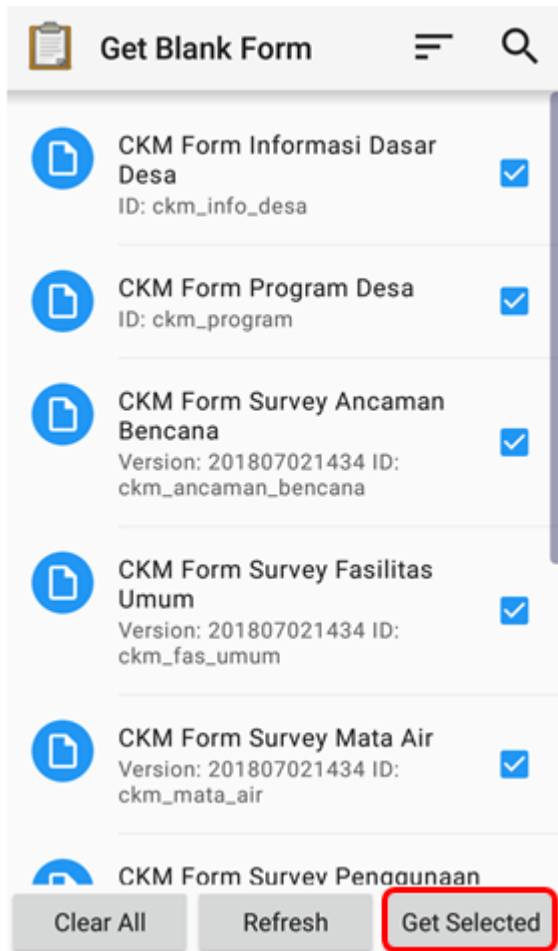 Get Blank Form
CKM Form Informasi Dasar
Desa
ID: ckm_info_desa
CKM Form Program Desa
ID: ckm_program
CKM Form Survey Ancaman
Bencana
Version: 201807021434 ID:
ckm_ancaman_bencana
CKM Form Survey Fasilitas
Umum
Version: 201807021434 ID:
ckm_fas_umum
CKM Form Survey Mata Air
Version: 201807021434 ID:
ckm_mata_air
CKM Form Survey Penggunaan
Clear All
Refresh
Get Selected